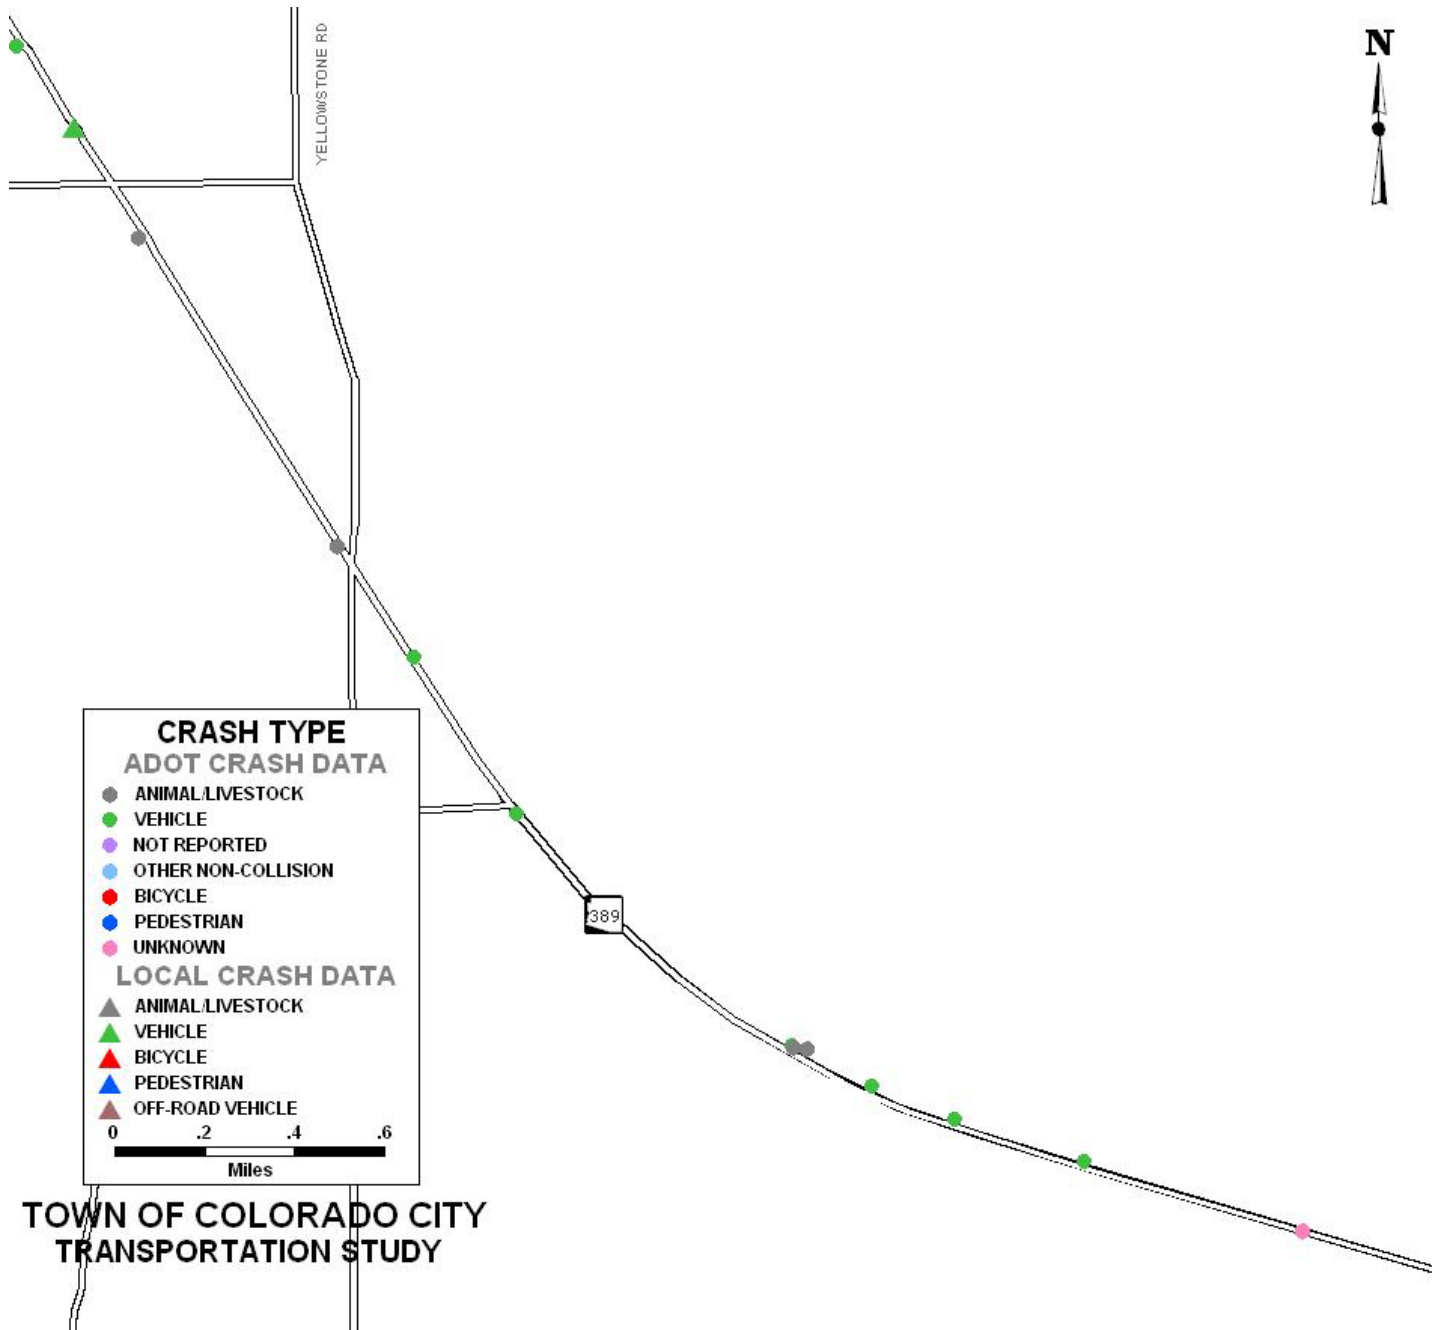 YELLOWSTONE RD
N
389
CRASH TYPE
ADOT CRASH DATA
ANIMAL/LIVESTOCK
VEHICLE
NOT REPORTED
OTHER NON-COLLISION
BICYCLE
PEDESTRIAN
UNKNOWN
LOCAL CRASH DATA
ANIMAL/LIVESTOCK
VEHICLE
BICYCLE
PEDESTRIAN
OFF-ROAD VEHICLE
0 .2 .4 .6
Miles
TOWN OF COLORADO CITY
TRANSPORTATION STUDY